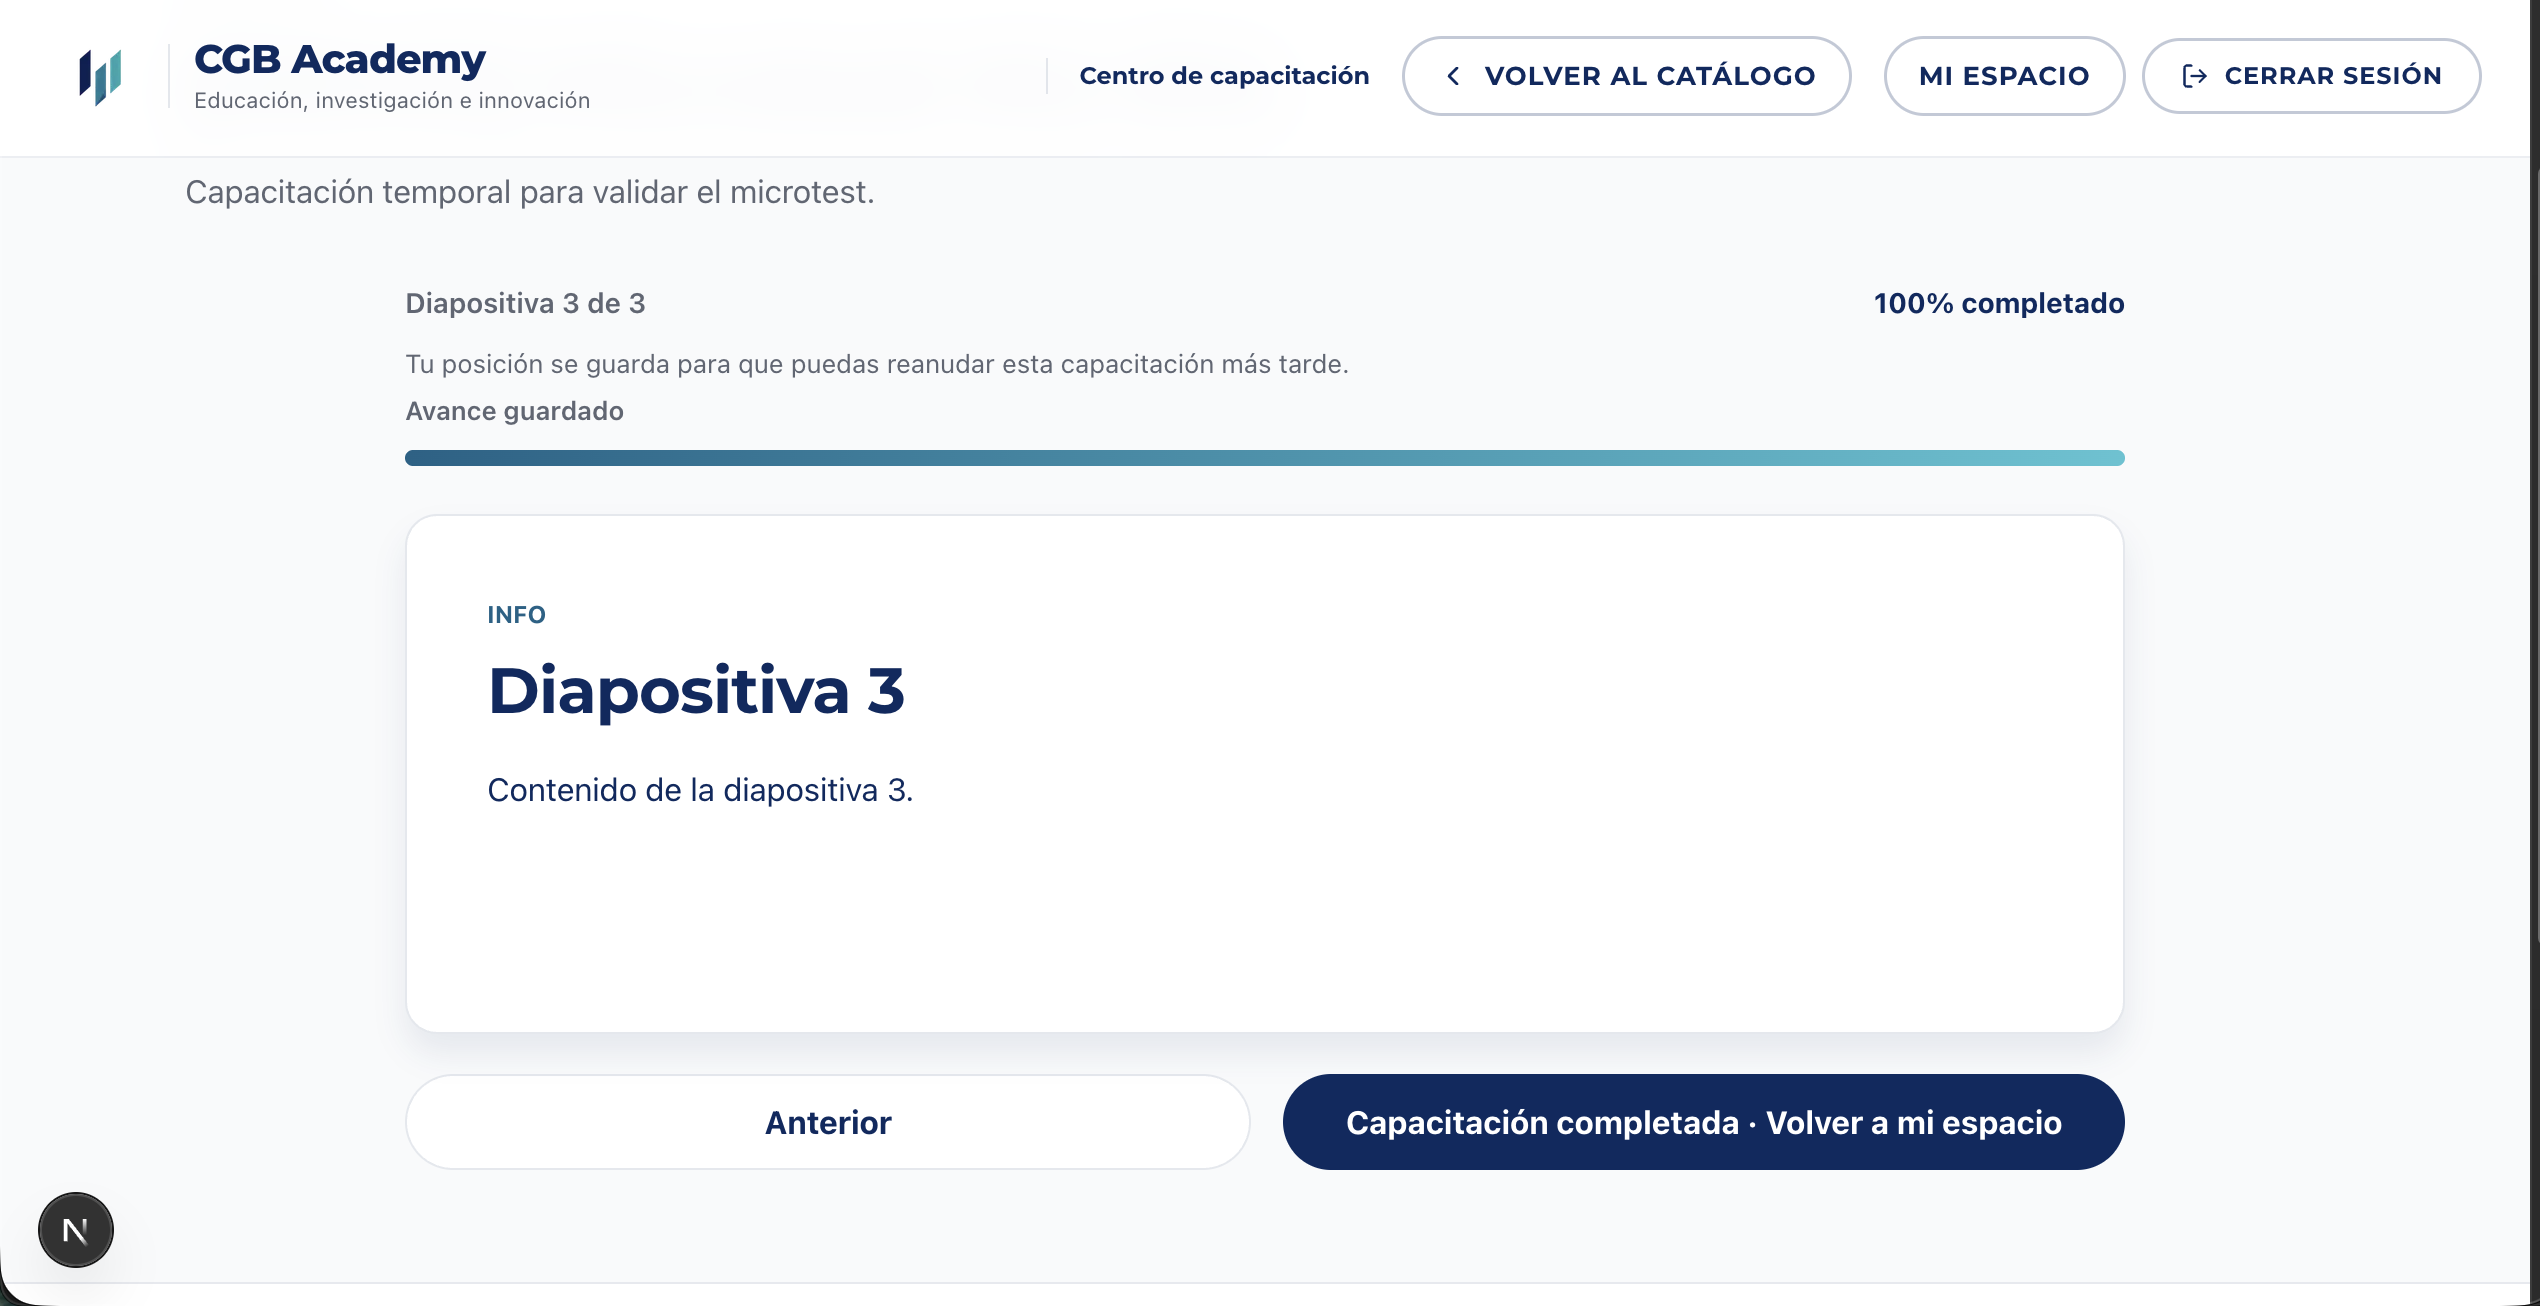 CGB Academy
Educación, investigación e innovación
Centro de capacitación
VOLVER AL CATÁLOGO
MI ESPACIO
CERRAR SESIÓN
Capacitación temporal para validar el microtest.
Diapositiva 3 de 3
100% completado
Tu posición se guarda para que puedas reanudar esta capacitación más tarde.
Avance guardado
INFO
Diapositiva 3
Contenido de la diapositiva 3.
Anterior
Capacitación completada · Volver a mi espacio
N